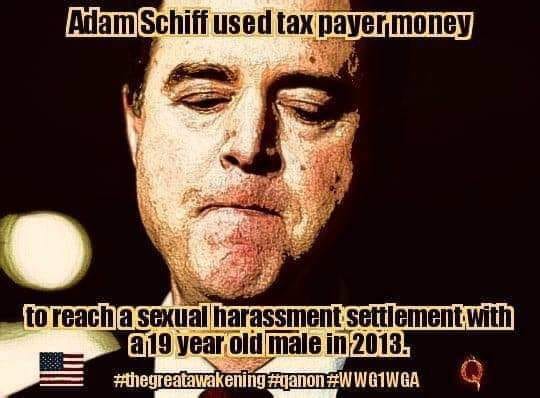 Adam Schiff used tax payer money
to reach a sexual harassment settlement with
a 19 year old male in 2013.
#thegreatawakening #qanon #WWG1WGA
Q